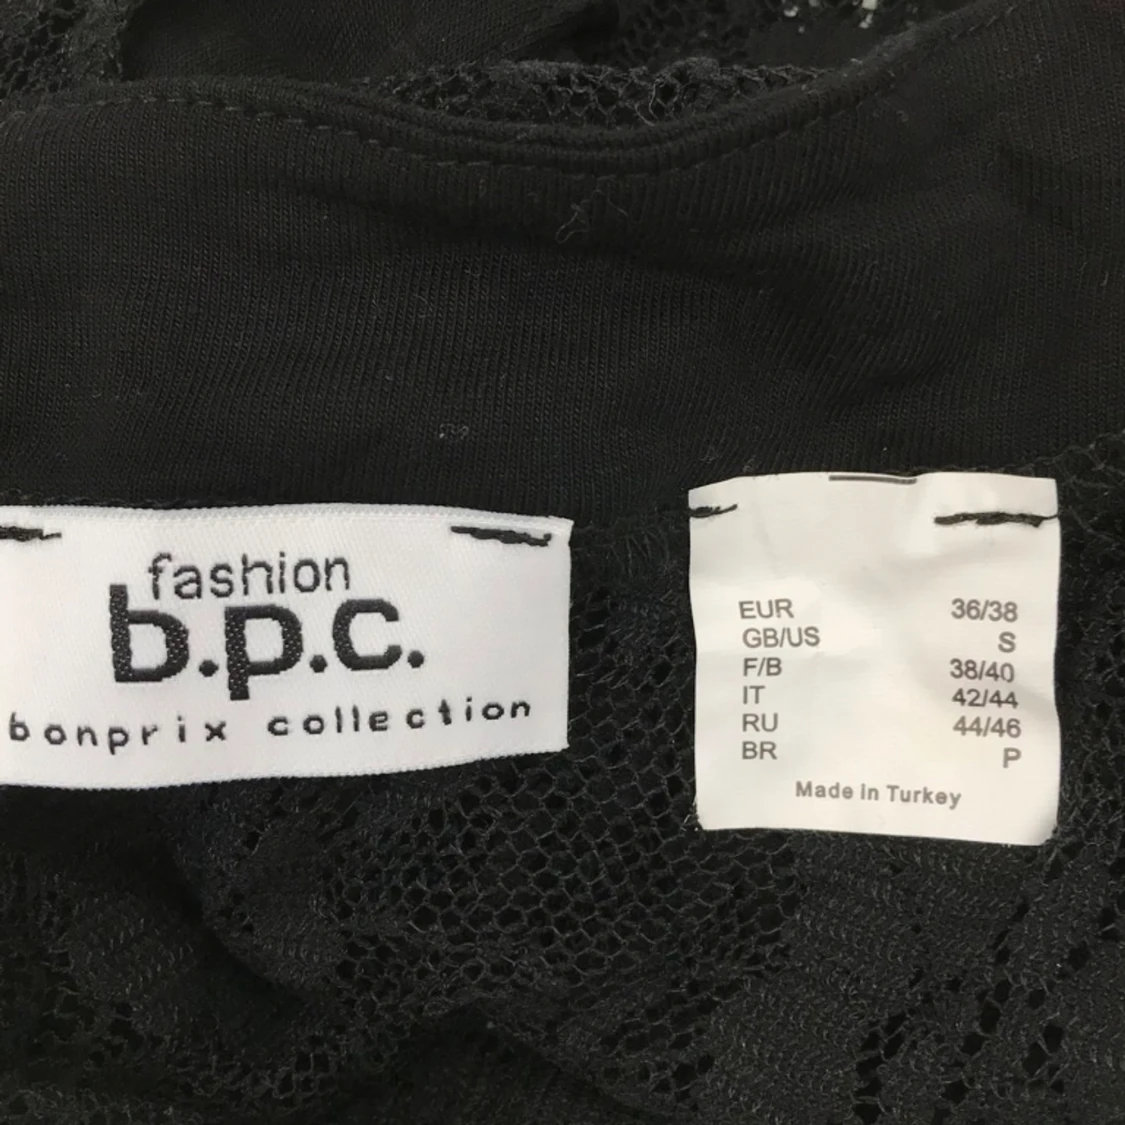 fashion
b.p.c.
bonprix collection
EUR 36/38
GB/US S
F/B 38/40
IT 42/44
RU 44/46
BR P
Made in Turkey